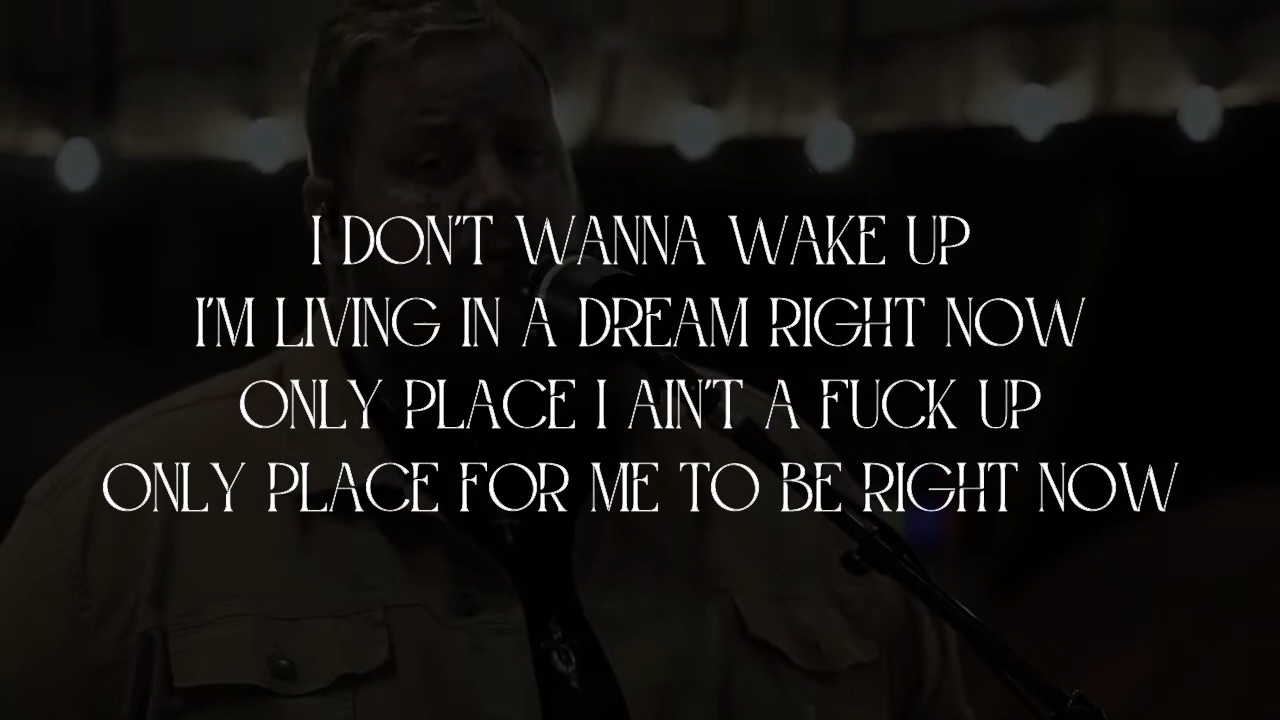 I DON'T WANNA WAKE UP
I'M LIVING IN A DREAM RIGHT NOW
ONLY PLACE I AIN'T A FUCK UP
ONLY PLACE FOR ME TO BE RIGHT NOW